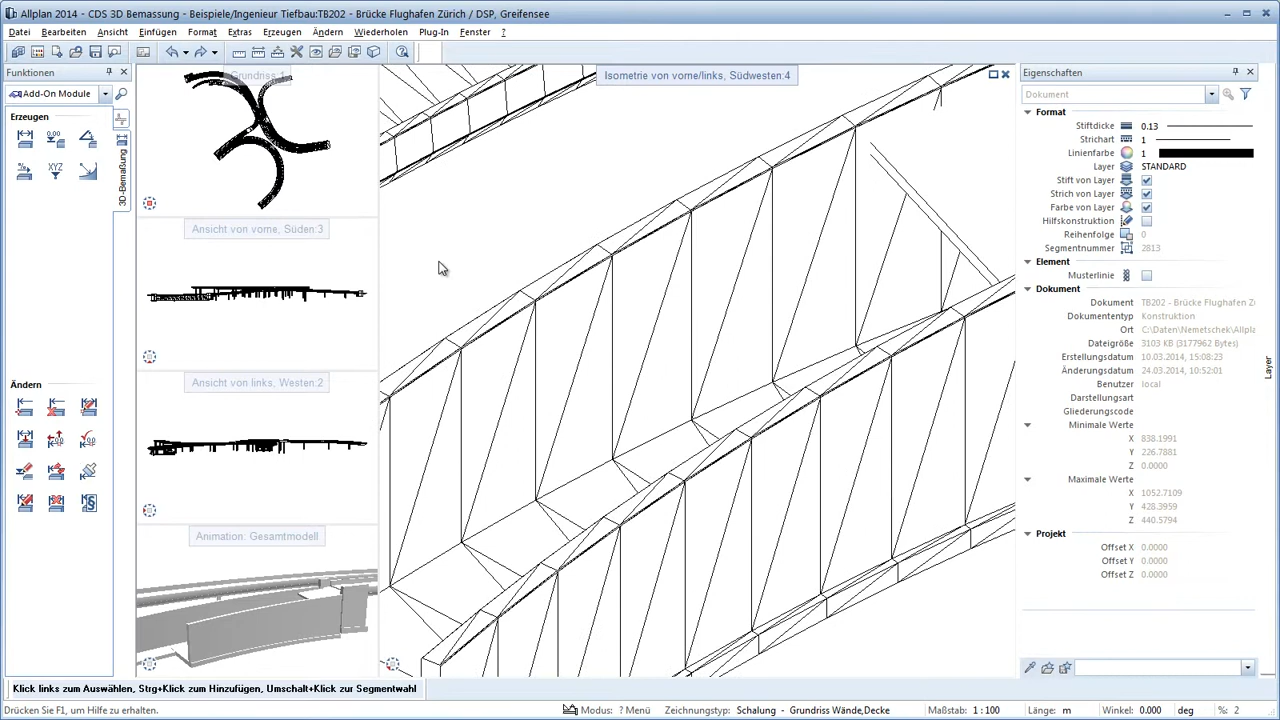 Allplan 2014 - CDS 3D Bemassung - Beispiele/Ingenieur Tiefbau:TB202 - Brücke Flughafen Zürich / DSP, Greifensee
Datei Bearbeiten Ansicht Einfügen Format Extras Erzeugen Ändern Wiederholen Plug-In Fenster ?
Funktionen
Add-On Module
Erzeugen
3D-Bemaßung
Ändern
Grundriss:1
Ansicht von vorne, Süden:3
Ansicht von links, Westen:2
Animation: Gesamtmodell
Isometrie von vorne/links, Südwesten:4
Eigenschaften
Dokument
Format
Stiftdicke 0.13
Strichart 1
Linienfarbe 1
Layer STANDARD
Stift von Layer
Strich von Layer
Farbe von Layer
Hilfskonstruktion
Reihenfolge 0
Segmentnummer 2813
Element
Musterlinie
Dokument
Dokument TB202 - Brücke Flughafen Z
Dokumententyp Konstruktion
Ort C:\Daten\Nemetschek\Allpla
Dateigröße 3103 KB (3177962 Bytes)
Erstellungsdatum 10.03.2014, 15:08:23
Änderungsdatum 24.03.2014, 10:52:01
Benutzer local
Darstellungsart
Gliederungscode
Minimale Werte
X 838.1991
Y 226.7881
Z 0.0000
Maximale Werte
X 1052.7109
Y 428.3959
Z 440.5794
Projekt
Offset X 0.0000
Offset Y 0.0000
Offset Z 0.0000
Layer
Klick links zum Auswählen, Strg+Klick zum Hinzufügen, Umschalt+Klick zur Segmentwahl
Drücken Sie F1, um Hilfe zu erhalten. Modus: ? Menü Zeichnungstyp: Schalung - Grundriss Wände,Decke Maßstab: 1 : 100 Länge: m Winkel: 0.000 deg %: 2